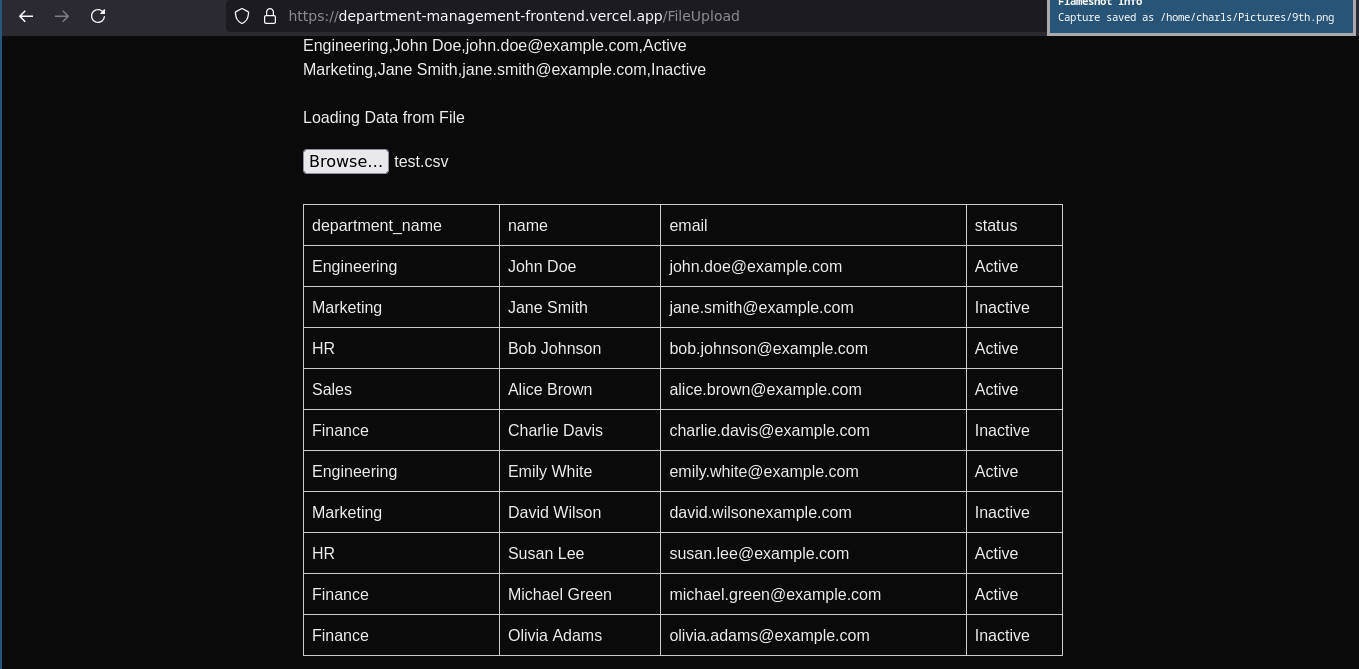 Flameshot Info
https://department-management-frontend.vercel.app/FileUpload
Capture saved as /home/charls/Pictures/9th.png
Engineering,John Doe,john.doe@example.com,Active
Marketing,Jane Smith,jane.smith@example.com,Inactive
Loading Data from File
Browse... test.csv
department_name name email status
Engineering John Doe john.doe@example.com Active
Marketing Jane Smith jane.smith@example.com Inactive
HR Bob Johnson bob.johnson@example.com Active
Sales Alice Brown alice.brown@example.com Active
Finance Charlie Davis charlie.davis@example.com Inactive
Engineering Emily White emily.white@example.com Active
Marketing David Wilson david.wilsonexample.com Inactive
HR Susan Lee susan.lee@example.com Active
Finance Michael Green michael.green@example.com Active
Finance Olivia Adams olivia.adams@example.com Inactive